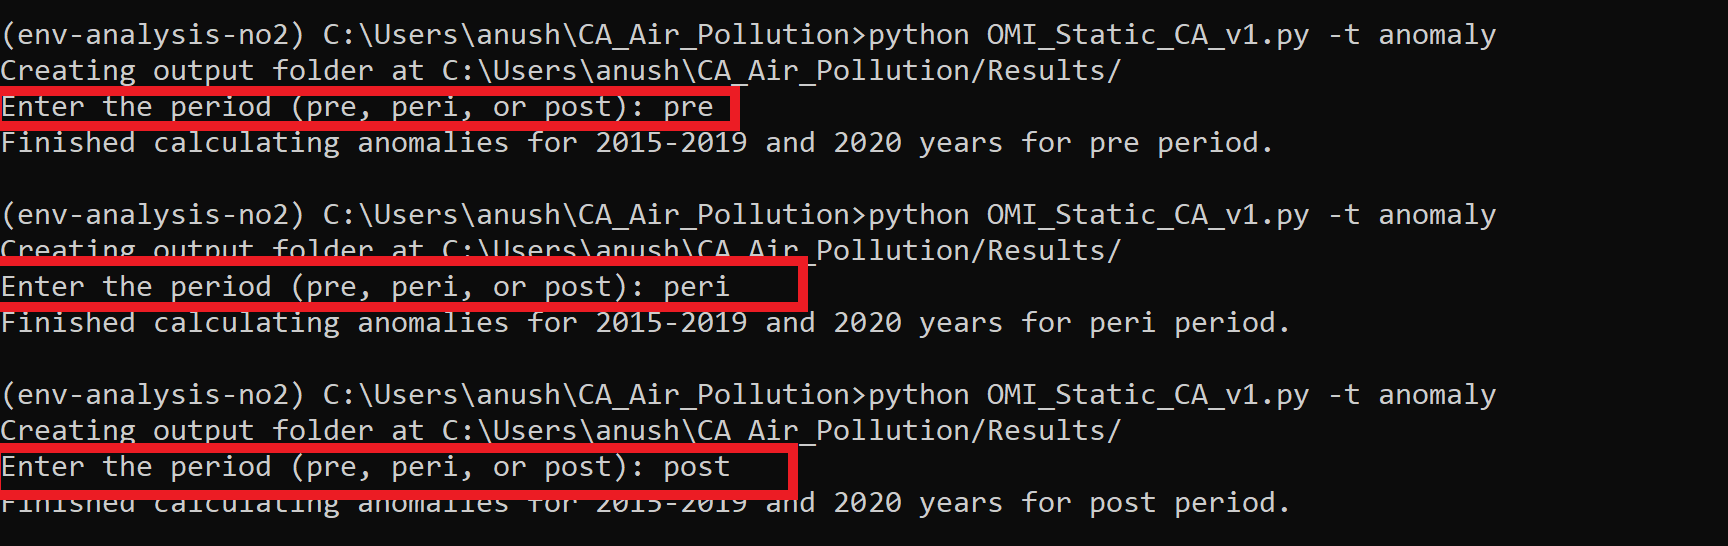 (env-analysis-no2) C:\Users\anush\CA_Air_Pollution>python OMI_Static_CA_v1.py -t anomaly
Creating output folder at C:\Users\anush\CA_Air_Pollution/Results/
Enter the period (pre, peri, or post): pre
Finished calculating anomalies for 2015-2019 and 2020 years for pre period.
(env-analysis-no2) C:\Users\anush\CA_Air_Pollution>python OMI_Static_CA_v1.py -t anomaly
Creating output folder at C:\Users\anush\CA_Air_Pollution/Results/
Enter the period (pre, peri, or post): peri
Finished calculating anomalies for 2015-2019 and 2020 years for peri period.
(env-analysis-no2) C:\Users\anush\CA_Air_Pollution>python OMI_Static_CA_v1.py -t anomaly
Creating output folder at C:\Users\anush\CA_Air_Pollution/Results/
Enter the period (pre, peri, or post): post
Finished calculating anomalies for 2015-2019 and 2020 years for post period.